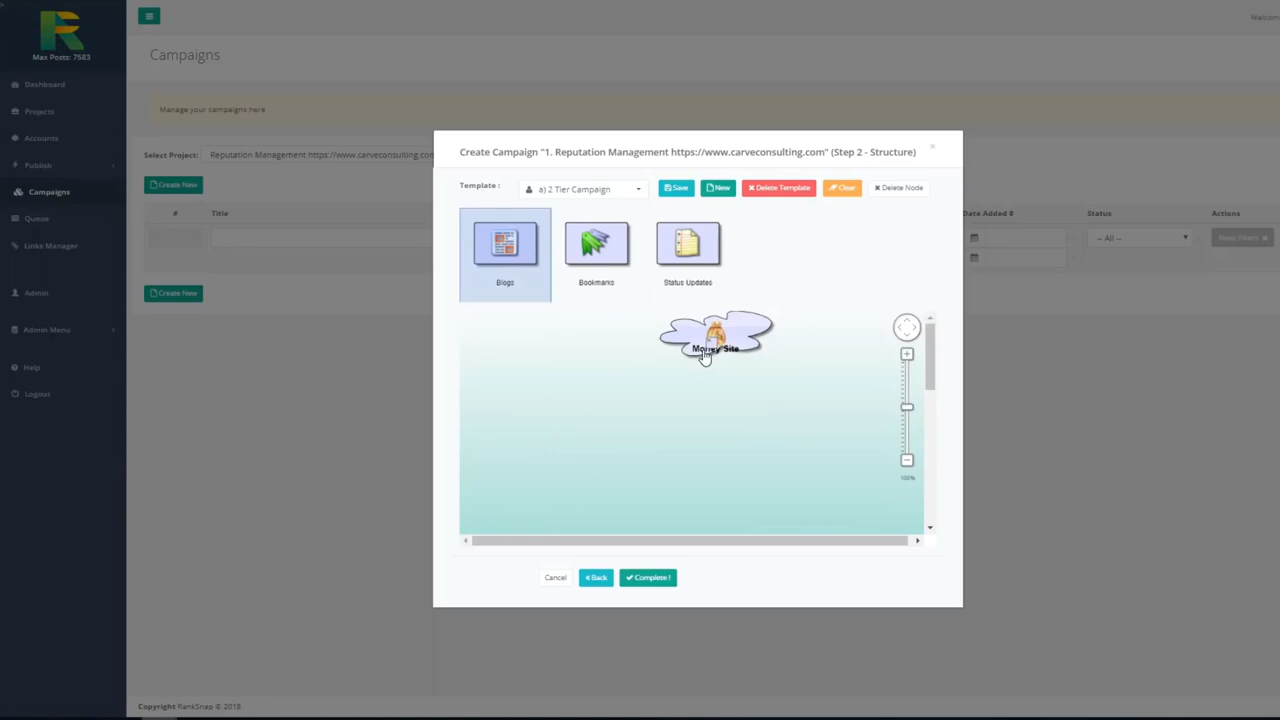 Max Posts: 7583
Welcom
Dashboard
Projects
Accounts
Publish
Campaigns
Queue
Links Manager
Admin
Admin Menu
Help
Logout
Campaigns
Manage your campaigns here
Select Project: Reputation Management https://www.carveconsulting.com
Create New
# Title Date Added Status Actions
-- All --
Create New
Create Campaign "1. Reputation Management https://www.carveconsulting.com" (Step 2 - Structure)
Template : a) 2 Tier Campaign Save New Delete Template Clear Delete Node
Blogs Bookmarks Status Updates
Money Site
100%
Cancel Back Complete !
Copyright RankSnap © 2018